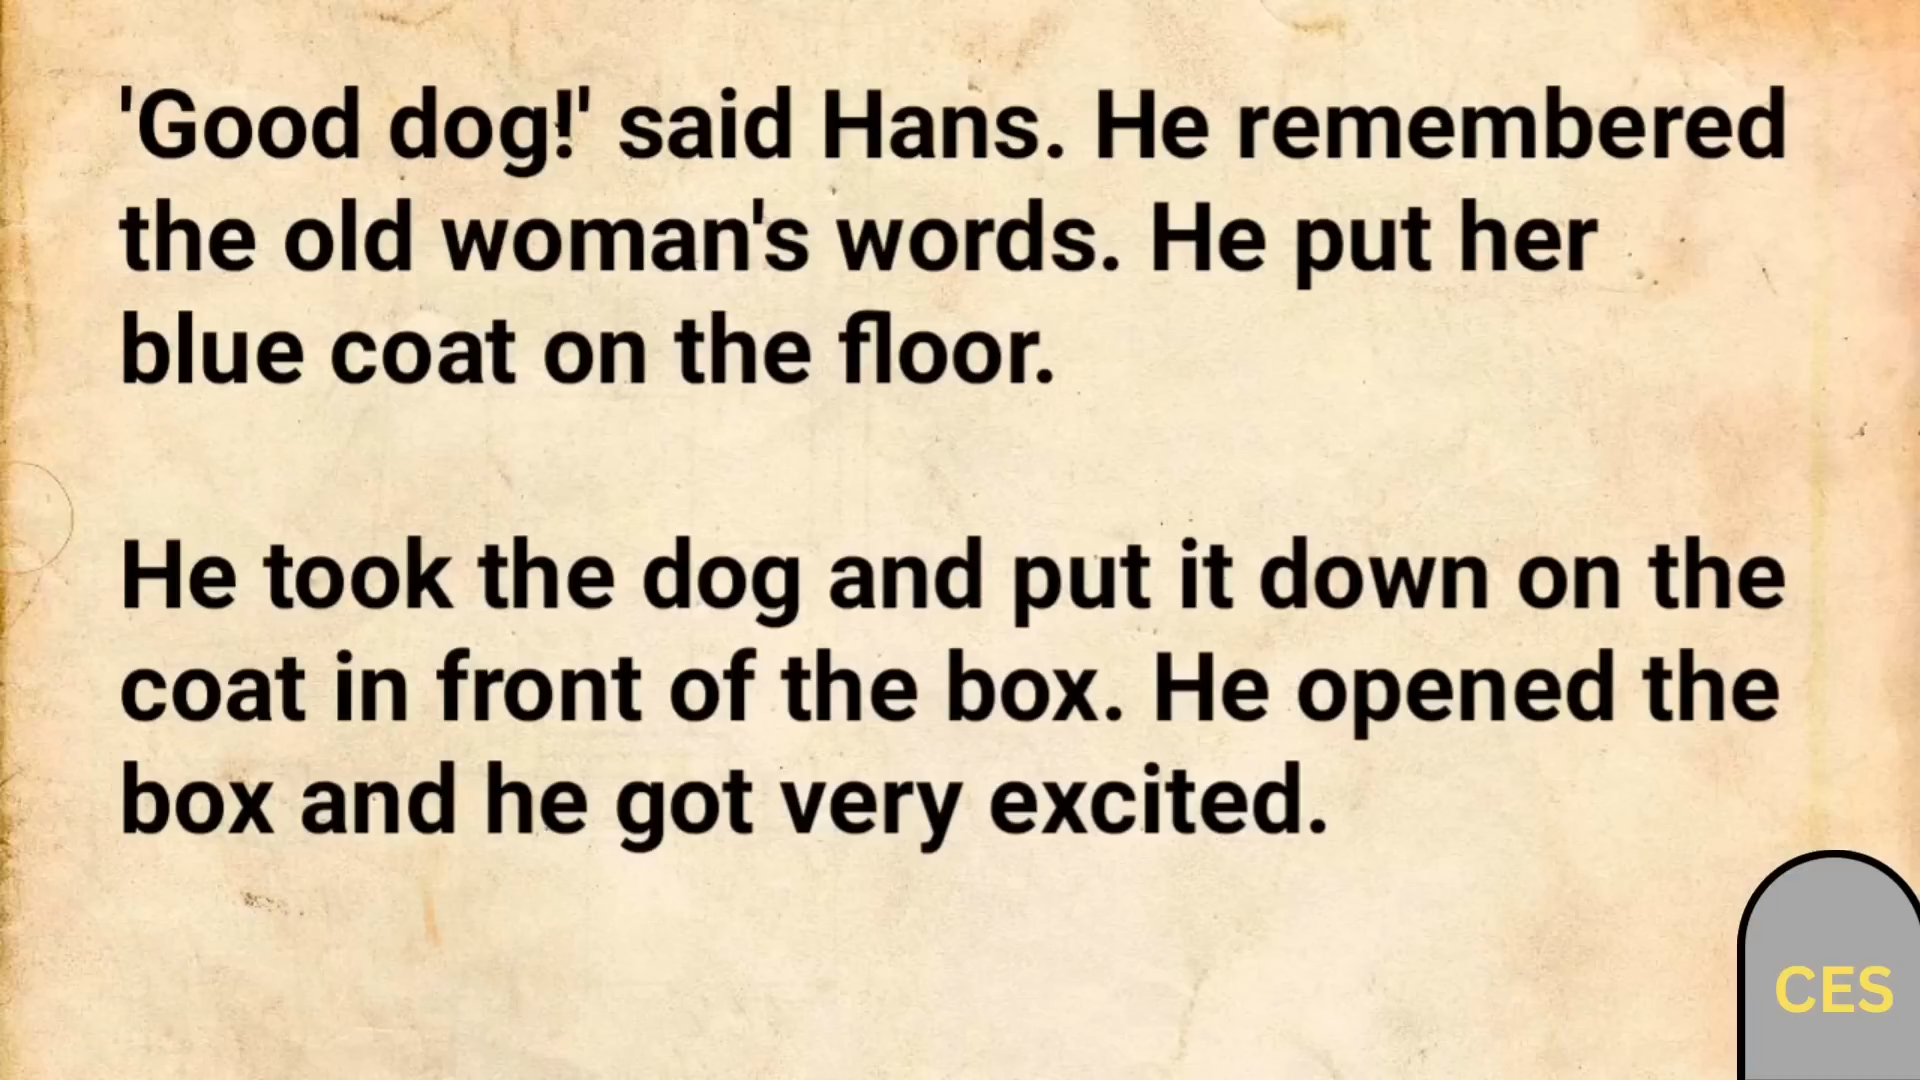 'Good dog!' said Hans. He remembered
the old woman's words. He put her
blue coat on the floor.
He took the dog and put it down on the
coat in front of the box. He opened the
box and he got very excited.
CES